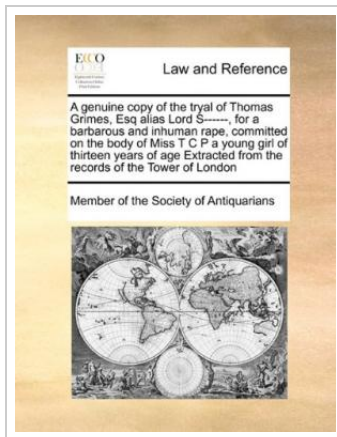 ECCO
Law and Reference
A genuine copy of the tryal of Thomas
Grimes, Esq alias Lord S------, for a
barbarous and inhuman rape, committed
on the body of Miss T C P a young girl of
thirteen years of age Extracted from the
records of the Tower of London
Member of the Society of Antiquarians